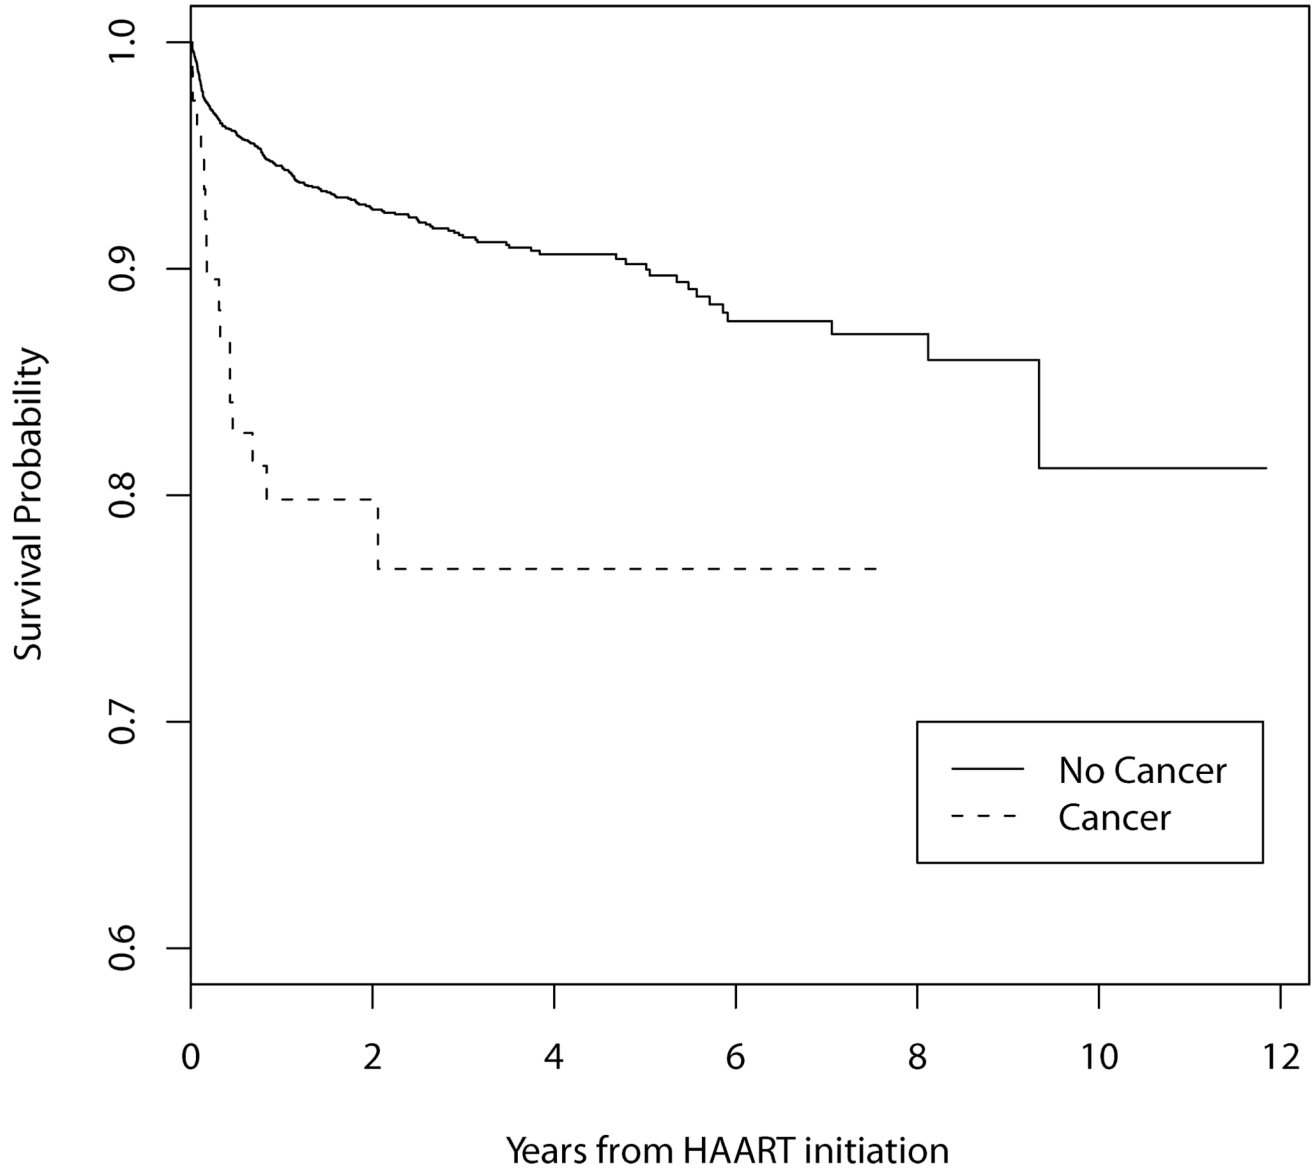 1.0
0.9
0.8
0.7
0.6
Survival Probability
No Cancer
Cancer
0 2 4 6 8 10 12
Years from HAART initiation